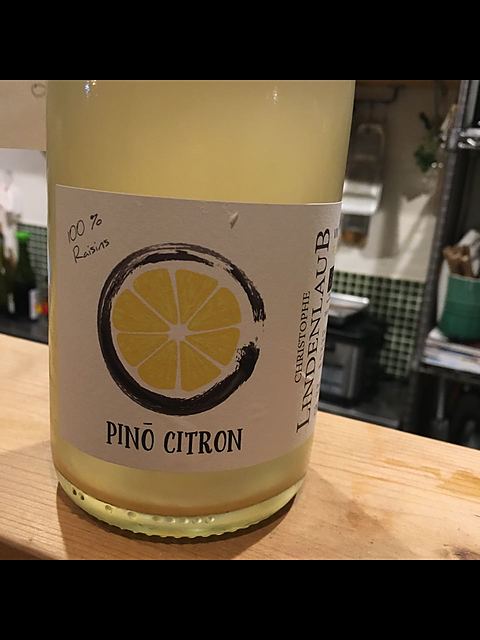 100 %
Raisins
PINŌ CITRON
CHRISTOPHE
LINDENLAUB